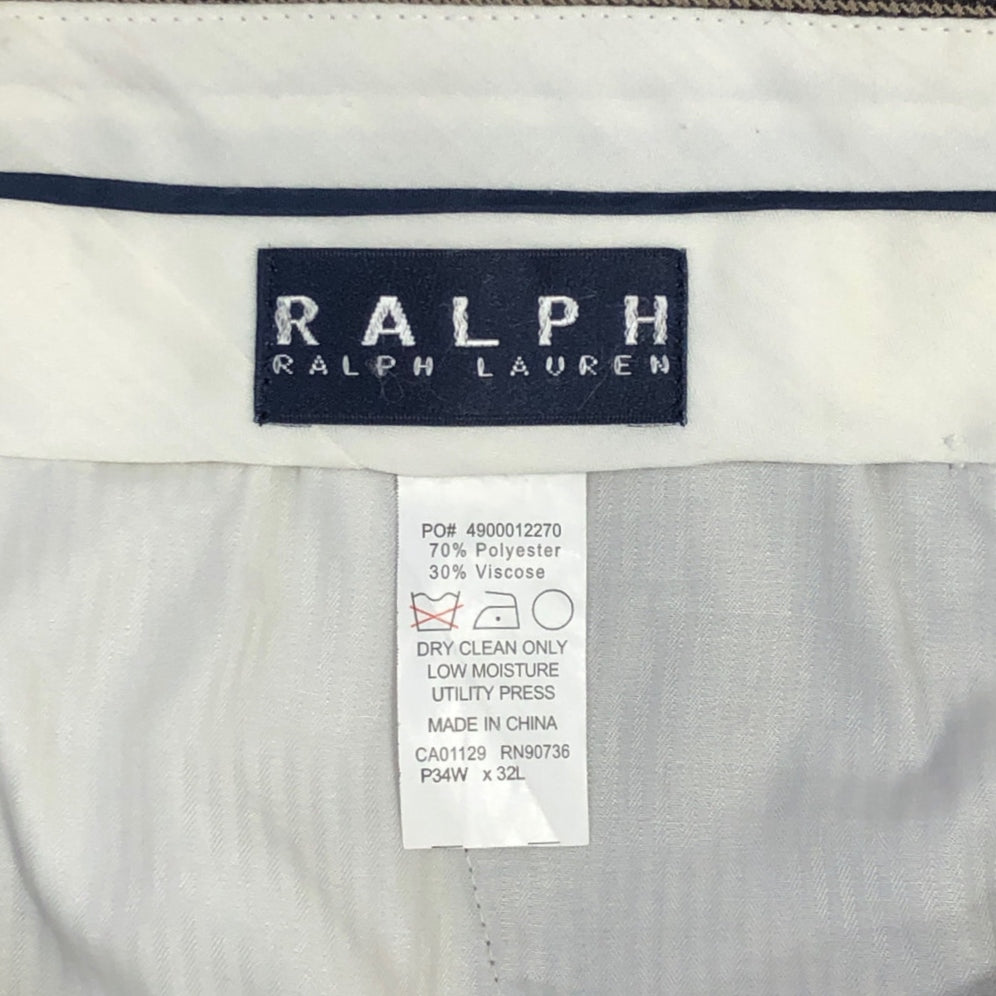 RALPH
RALPH LAUREN
PO# 4900012270
70% Polyester
30% Viscose
DRY CLEAN ONLY
LOW MOISTURE
UTILITY PRESS
MADE IN CHINA
CA01129 RN90736
P34W x 32L